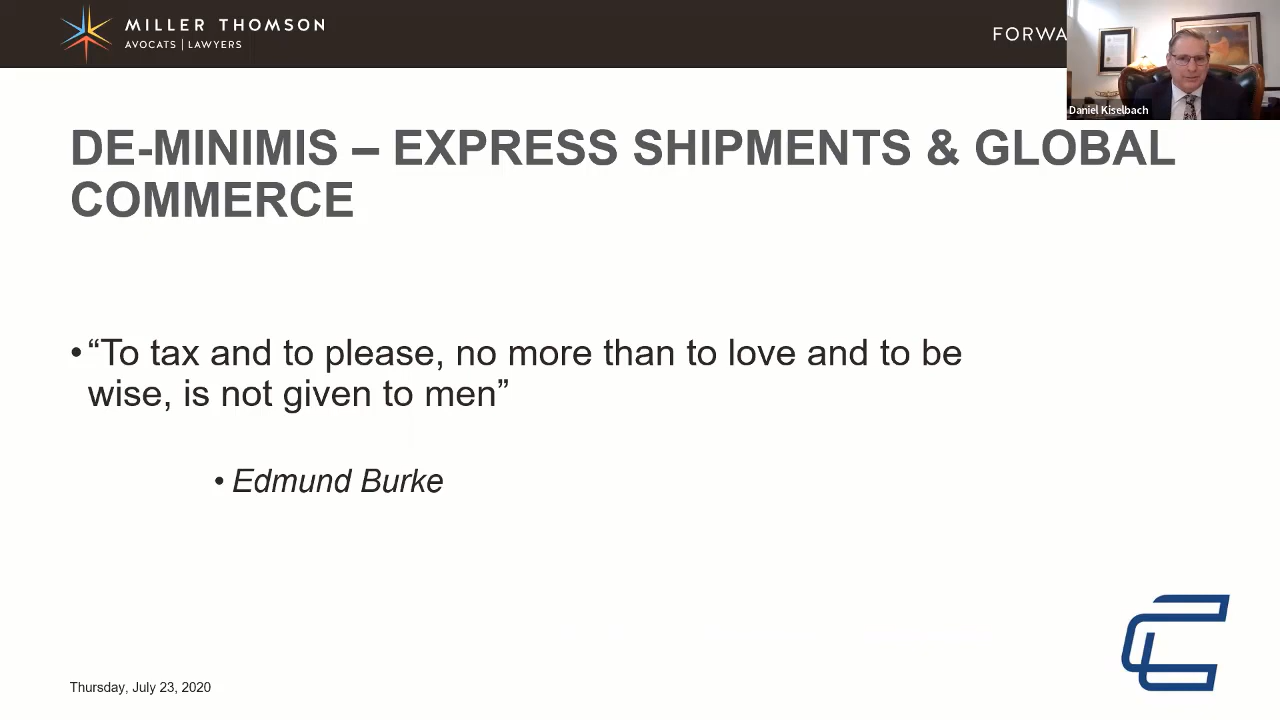 MILLER THOMSON
AVOCATS | LAWYERS
FORWA
Daniel Kiselbach
DE-MINIMIS – EXPRESS SHIPMENTS & GLOBAL
COMMERCE
• “To tax and to please, no more than to love and to be
wise, is not given to men”
• Edmund Burke
Thursday, July 23, 2020